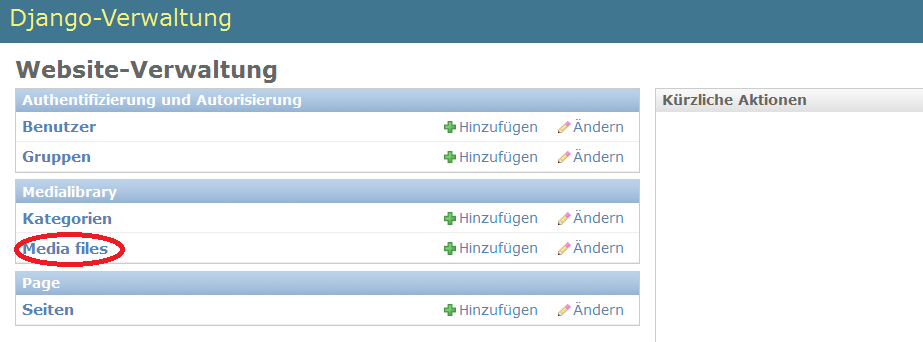 Django-Verwaltung
Website-Verwaltung
Authentifizierung und Autorisierung
Benutzer Hinzufügen Ändern
Gruppen Hinzufügen Ändern
Medialibrary
Kategorien Hinzufügen Ändern
Media files Hinzufügen Ändern
Page
Seiten Hinzufügen Ändern
Kürzliche Aktionen